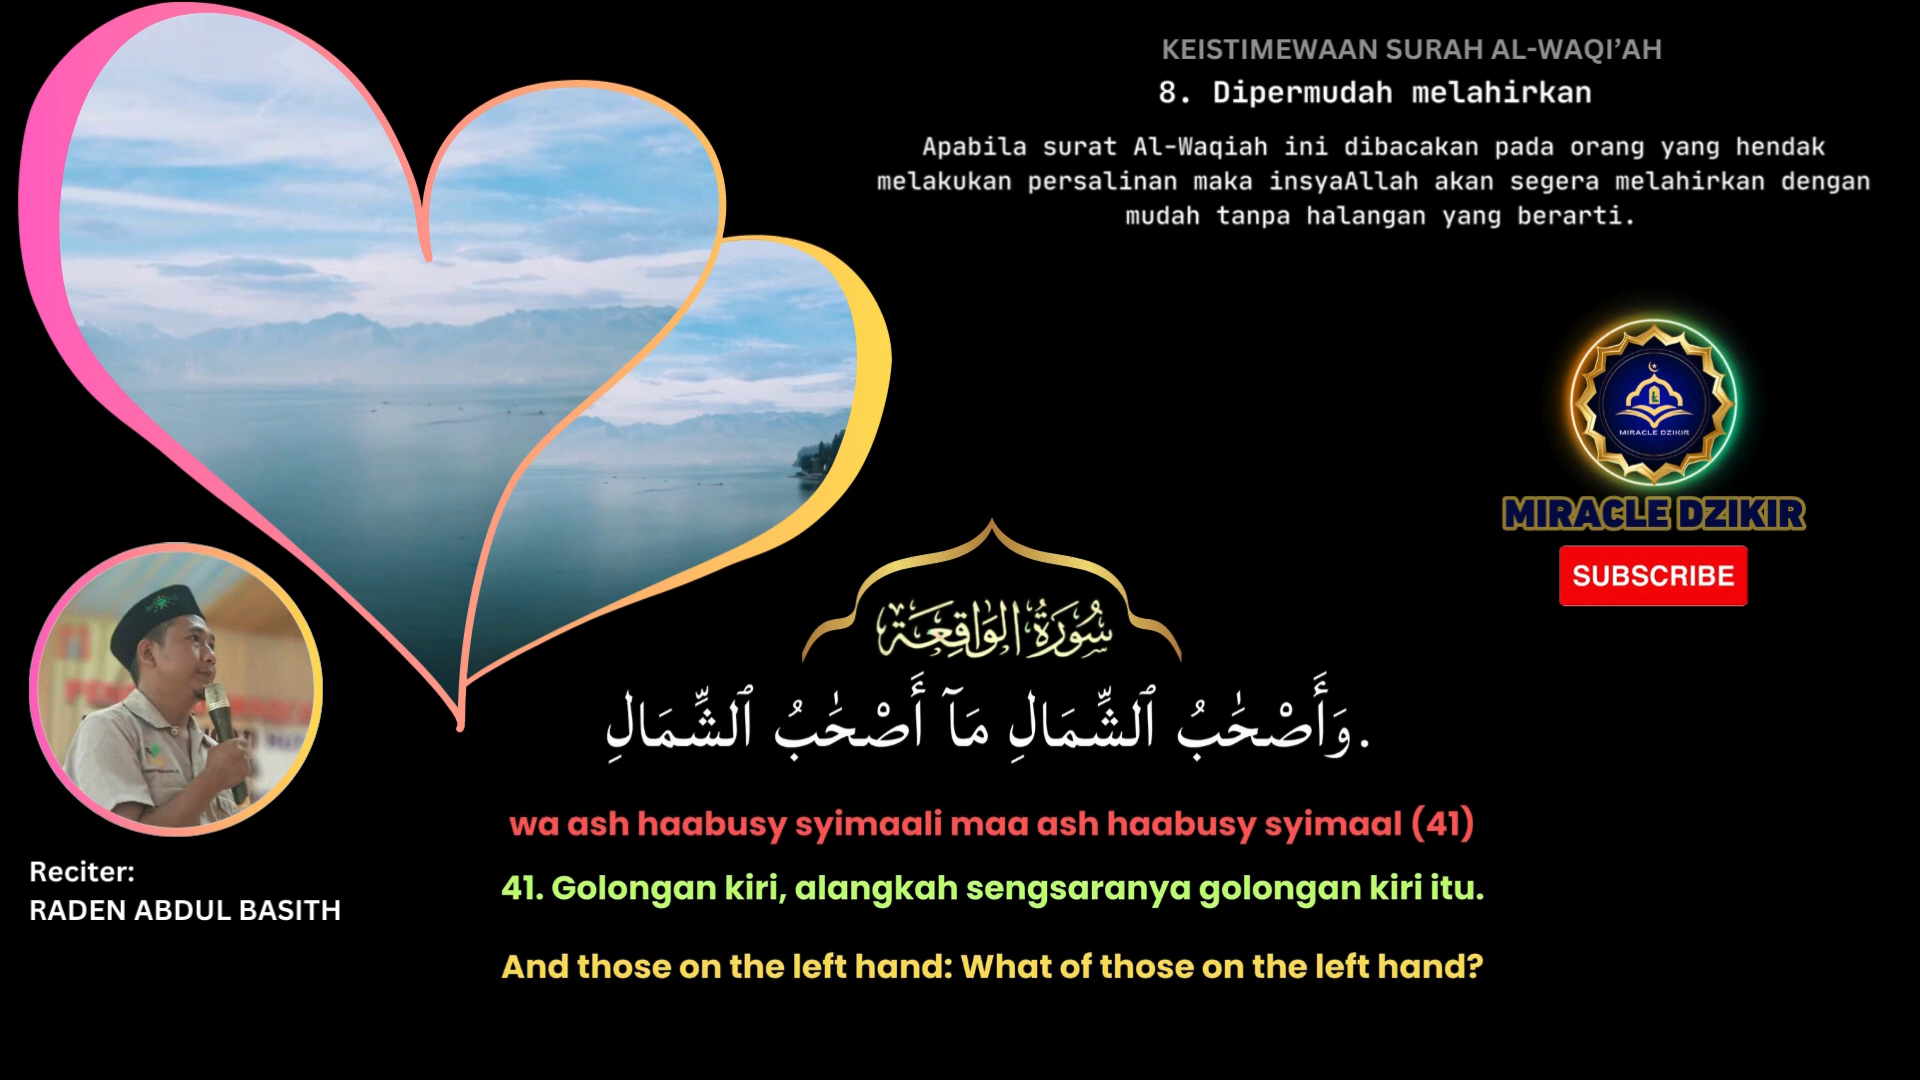 KEISTIMEWAAN SURAH AL-WAQI’AH
8. Dipermudah melahirkan
Apabila surat Al-Waqiah ini dibacakan pada orang yang hendak
melakukan persalinan maka insyaAllah akan segera melahirkan dengan
mudah tanpa halangan yang berarti.
MIRACLE DZIKIR
MIRACLE DZIKIR
SUBSCRIBE
سُورَةُ الوَاقِعَة
وَأَصْحَٰبُ ٱلشِّمَالِ مَآ أَصْحَٰبُ ٱلشِّمَالِ.
wa ash haabusy syimaali maa ash haabusy syimaal (41)
41. Golongan kiri, alangkah sengsaranya golongan kiri itu.
And those on the left hand: What of those on the left hand?
Reciter:
RADEN ABDUL BASITH